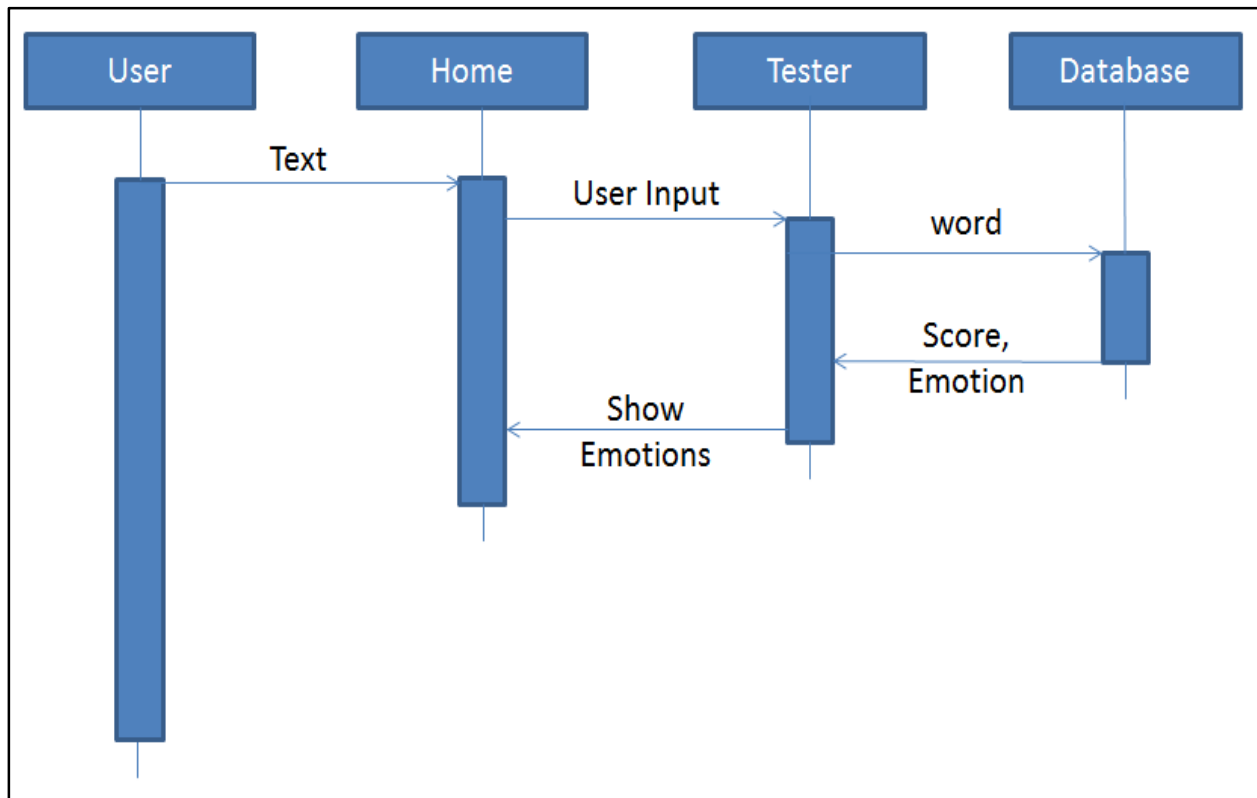 User
Home
Tester
Database
Text
User Input
word
Score,
Emotion
Show
Emotions